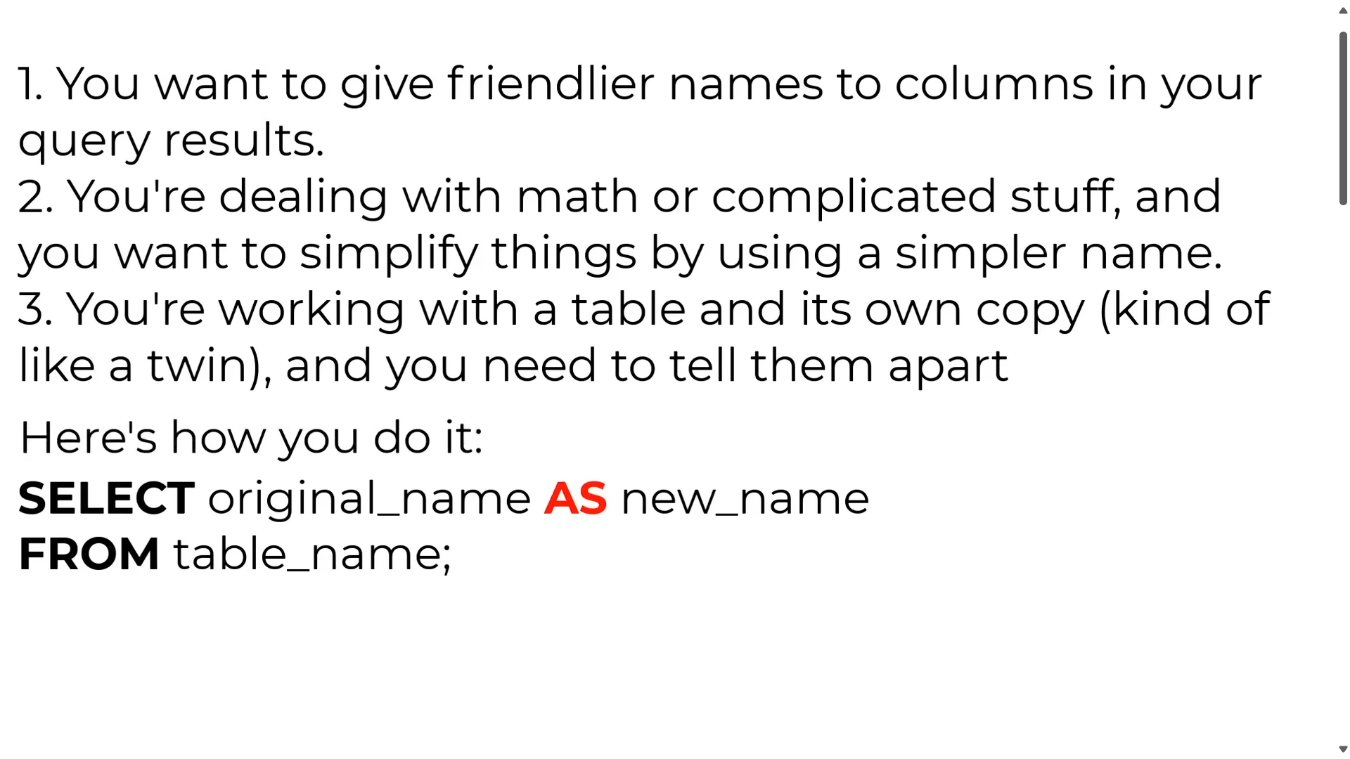 1. You want to give friendlier names to columns in your
query results.
2. You're dealing with math or complicated stuff, and
you want to simplify things by using a simpler name.
3. You're working with a table and its own copy (kind of
like a twin), and you need to tell them apart
Here's how you do it:
SELECT original_name AS new_name
FROM table_name;